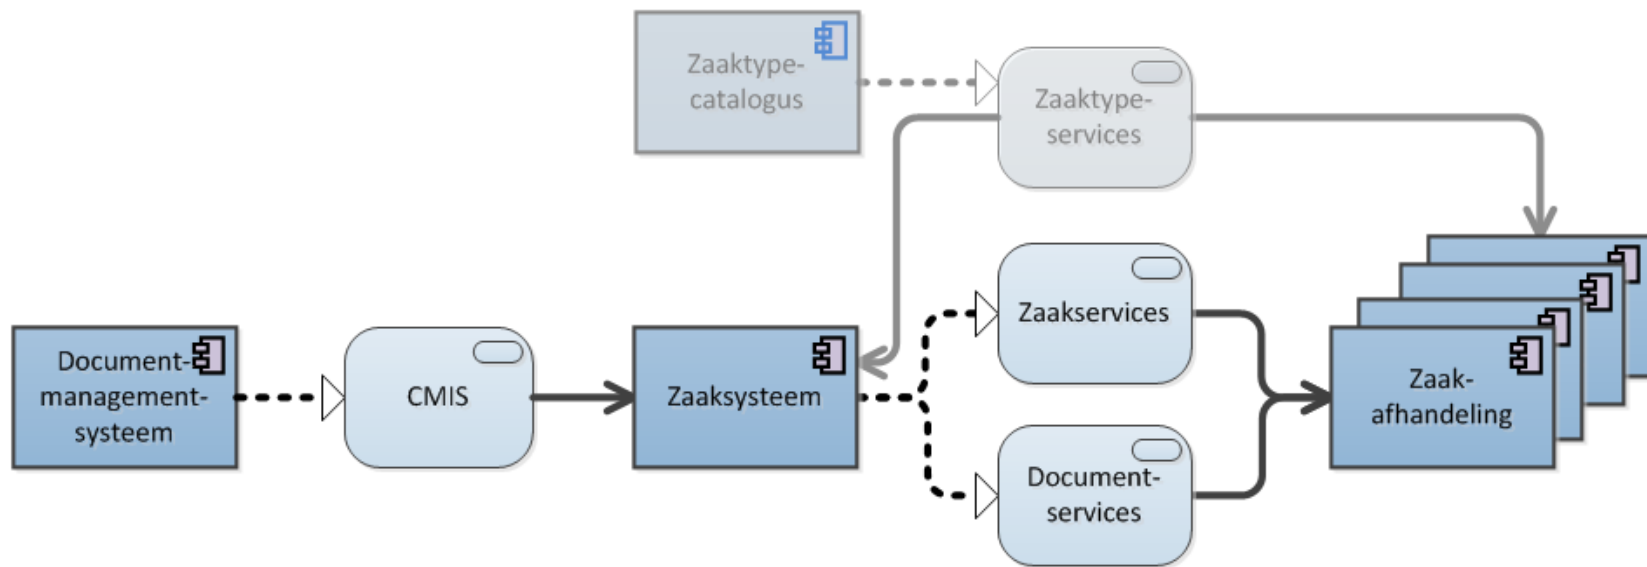 Zaaktype-
catalogus
Zaaktype-
services
Document-
management-
systeem
CMIS
Zaaksysteem
Zaakservices
Document-
services
Zaak-
afhandeling